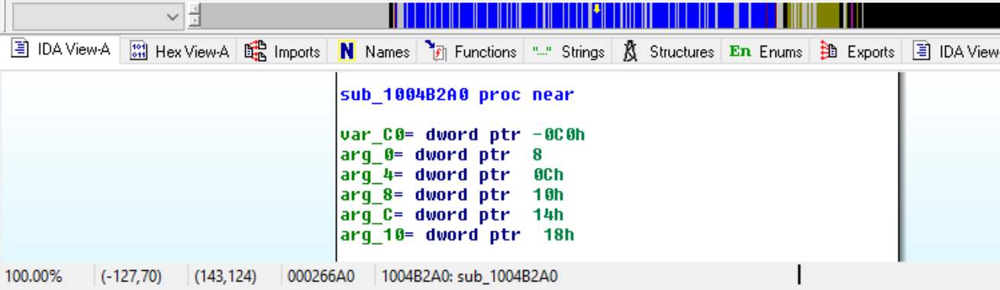 IDA View-A Hex View-A Imports N Names Functions "..." Strings Structures En Enums Exports IDA View
sub_1004B2A0 proc near
var_C0= dword ptr -0C0h
arg_0= dword ptr  8
arg_4= dword ptr  0Ch
arg_8= dword ptr  10h
arg_C= dword ptr  14h
arg_10= dword ptr  18h
100.00% (-127,70) (143,124) 000266A0 1004B2A0: sub_1004B2A0